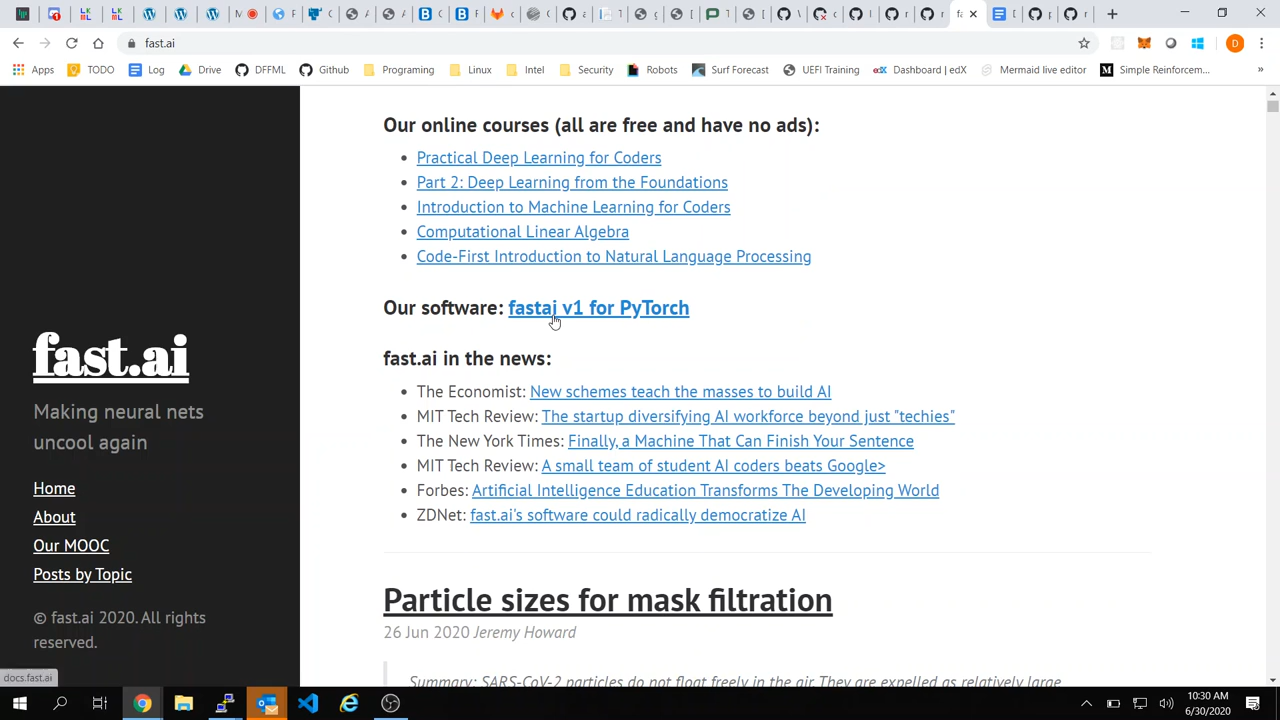 fast.ai
Apps
TODO
Log
Drive
DFFML
Github
Programing
Linux
Intel
Security
Robots
Surf Forecast
UEFI Training
Dashboard | edX
Mermaid live editor
Simple Reinforcem...
»
Our online courses (all are free and have no ads):
• Practical Deep Learning for Coders
• Part 2: Deep Learning from the Foundations
• Introduction to Machine Learning for Coders
• Computational Linear Algebra
• Code-First Introduction to Natural Language Processing
Our software: fastai v1 for PyTorch
fast.ai in the news:
• The Economist: New schemes teach the masses to build AI
• MIT Tech Review: The startup diversifying AI workforce beyond just "techies"
• The New York Times: Finally, a Machine That Can Finish Your Sentence
• MIT Tech Review: A small team of student AI coders beats Google>
• Forbes: Artificial Intelligence Education Transforms The Developing World
• ZDNet: fast.ai's software could radically democratize AI
Particle sizes for mask filtration
26 Jun 2020 Jeremy Howard
Summary: SARS-CoV-2 particles do not float freely in the air. They are expelled as relatively large
fast.ai
Making neural nets
uncool again
Home
About
Our MOOC
Posts by Topic
© fast.ai 2020. All rights
reserved.
docs.fast.ai
10:30 AM
6/30/2020